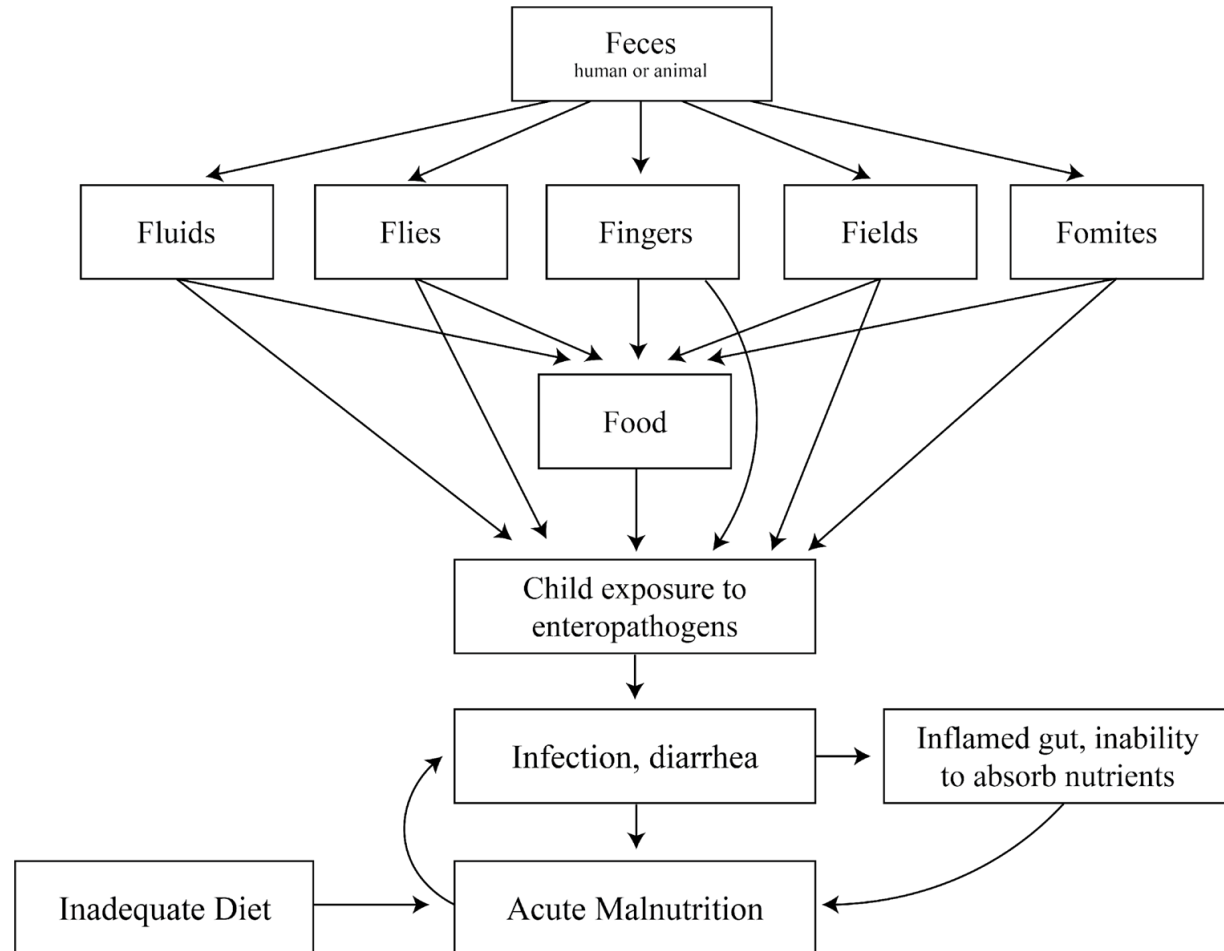 Feces
human or animal
Fluids
Flies
Fingers
Fields
Fomites
Food
Child exposure to
enteropathogens
Infection, diarrhea
Inflamed gut, inability
to absorb nutrients
Inadequate Diet
Acute Malnutrition